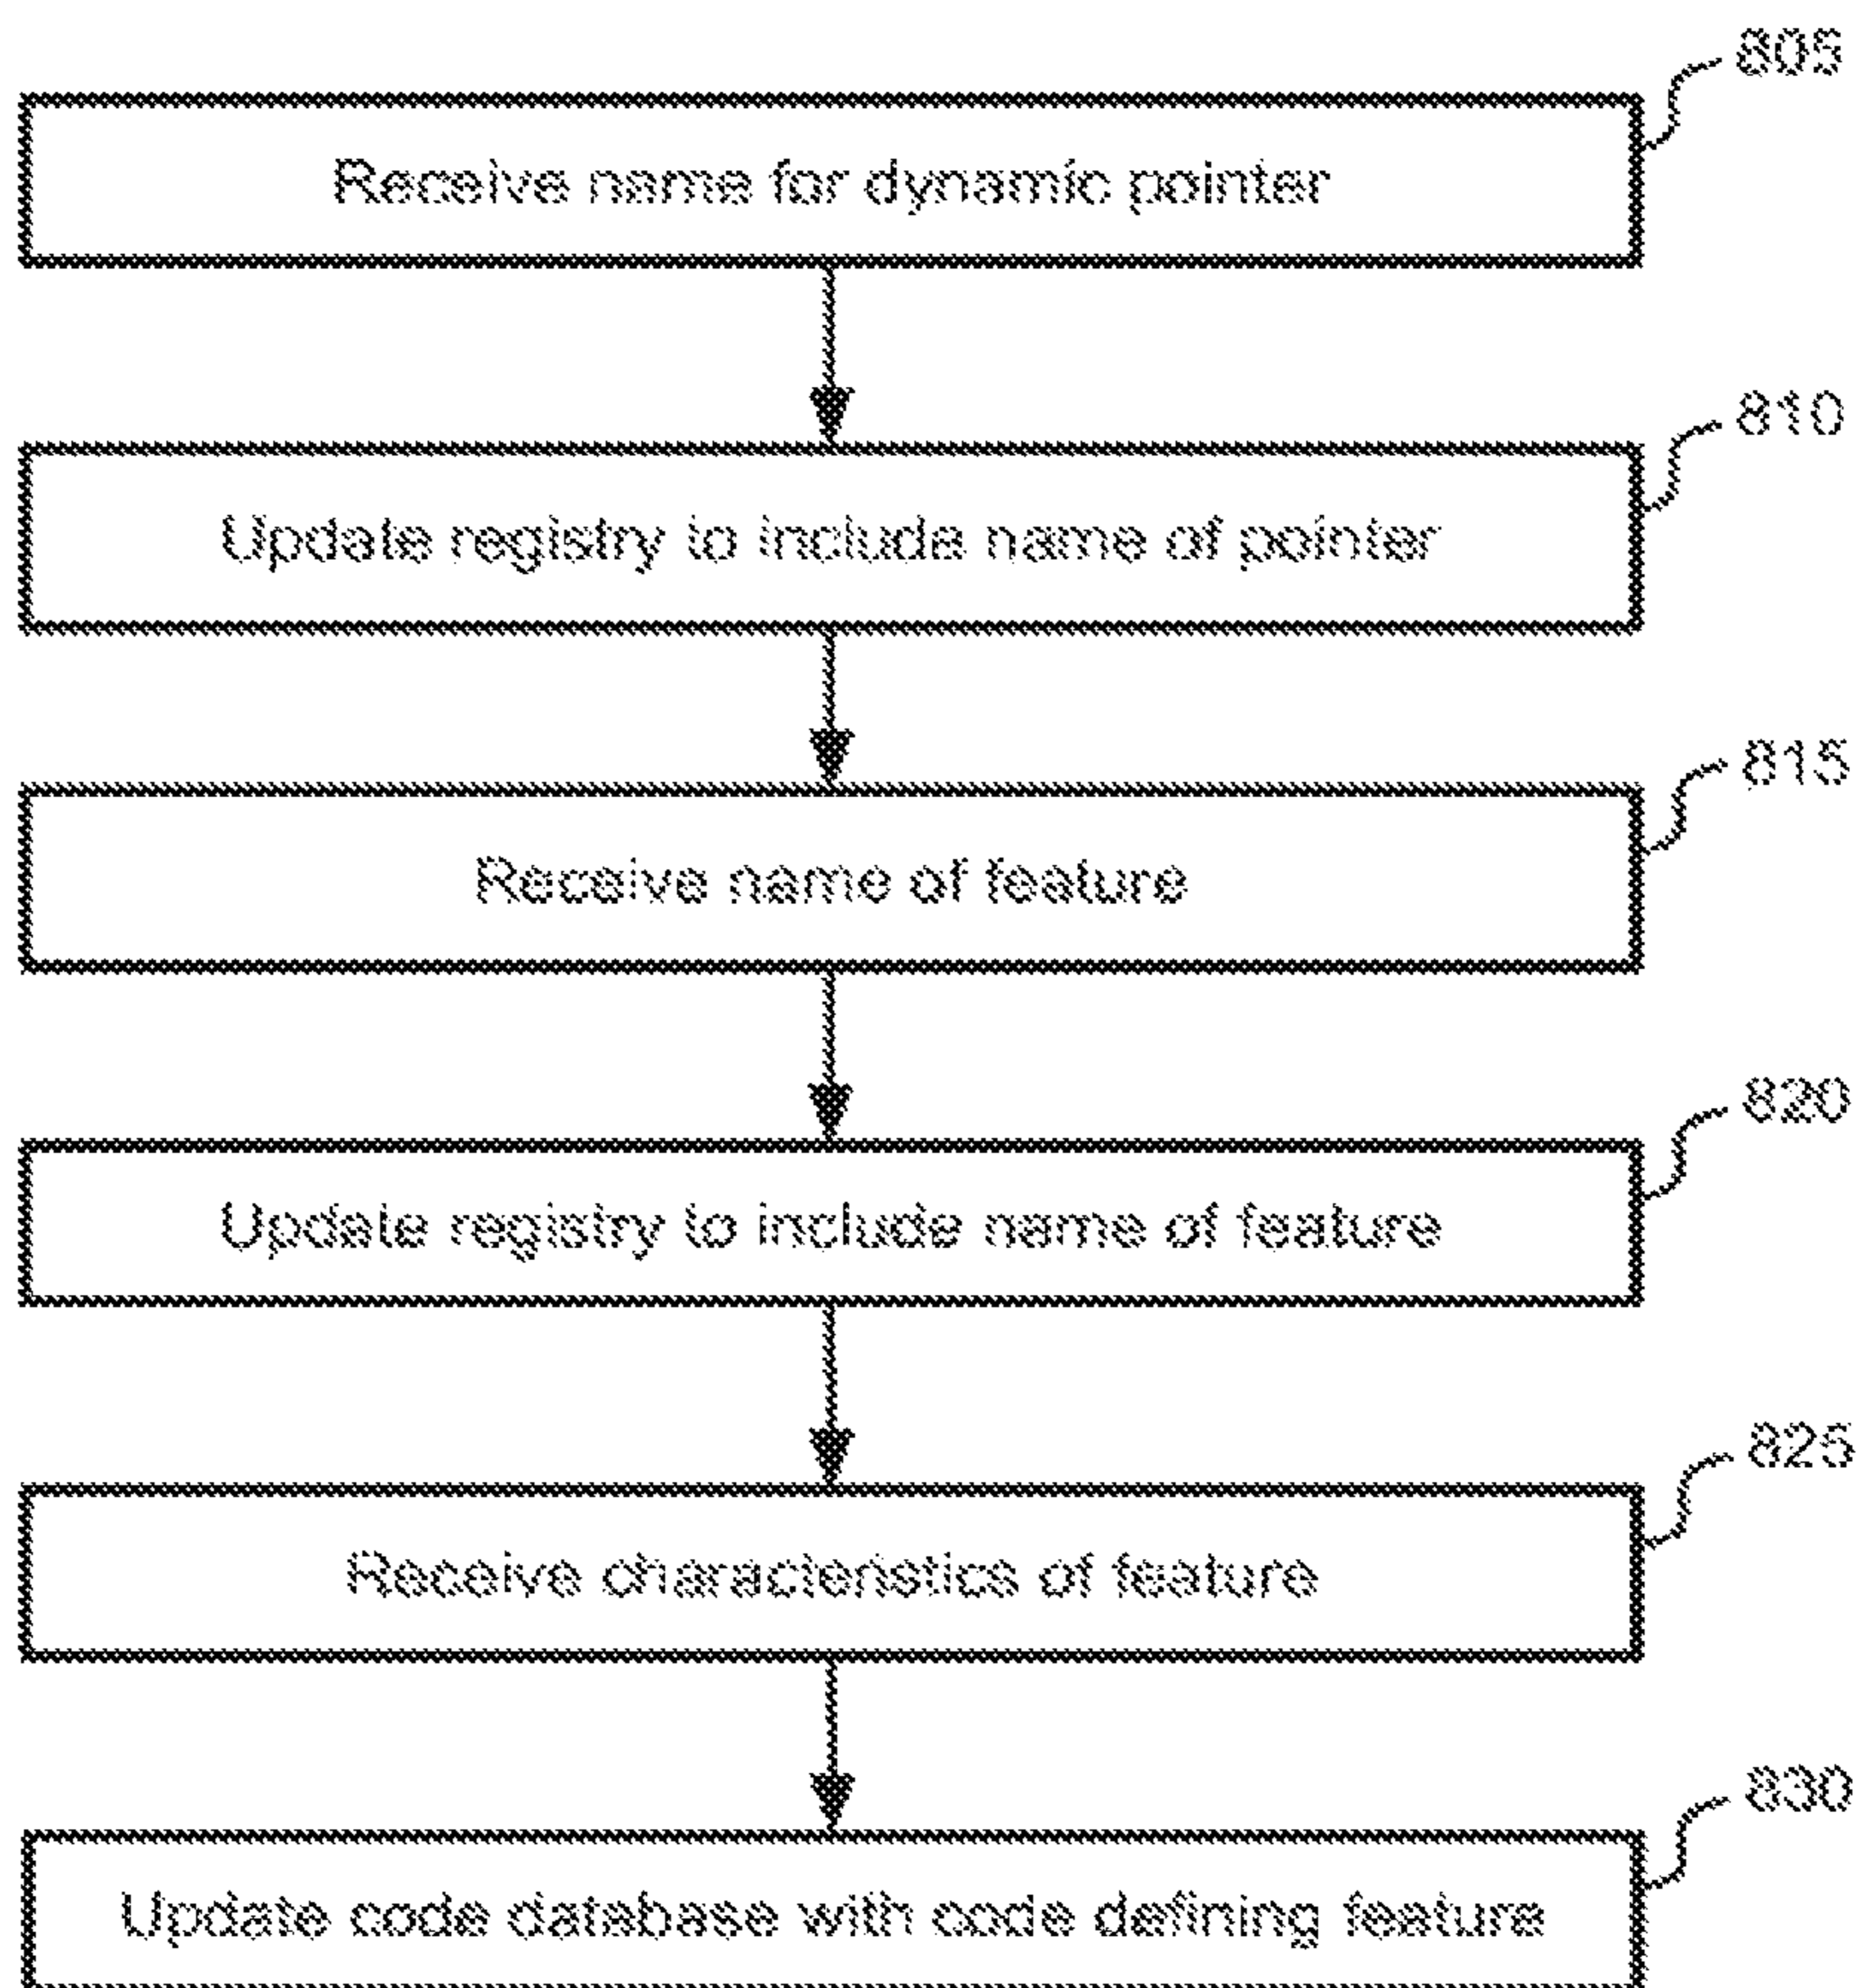 805
Receive name for dynamic pointer
810
Update registry to include name of pointer
815
Receive name of feature
820
Update registry to include name of feature
825
Receive characteristics of feature
830
Update code database with code defining feature